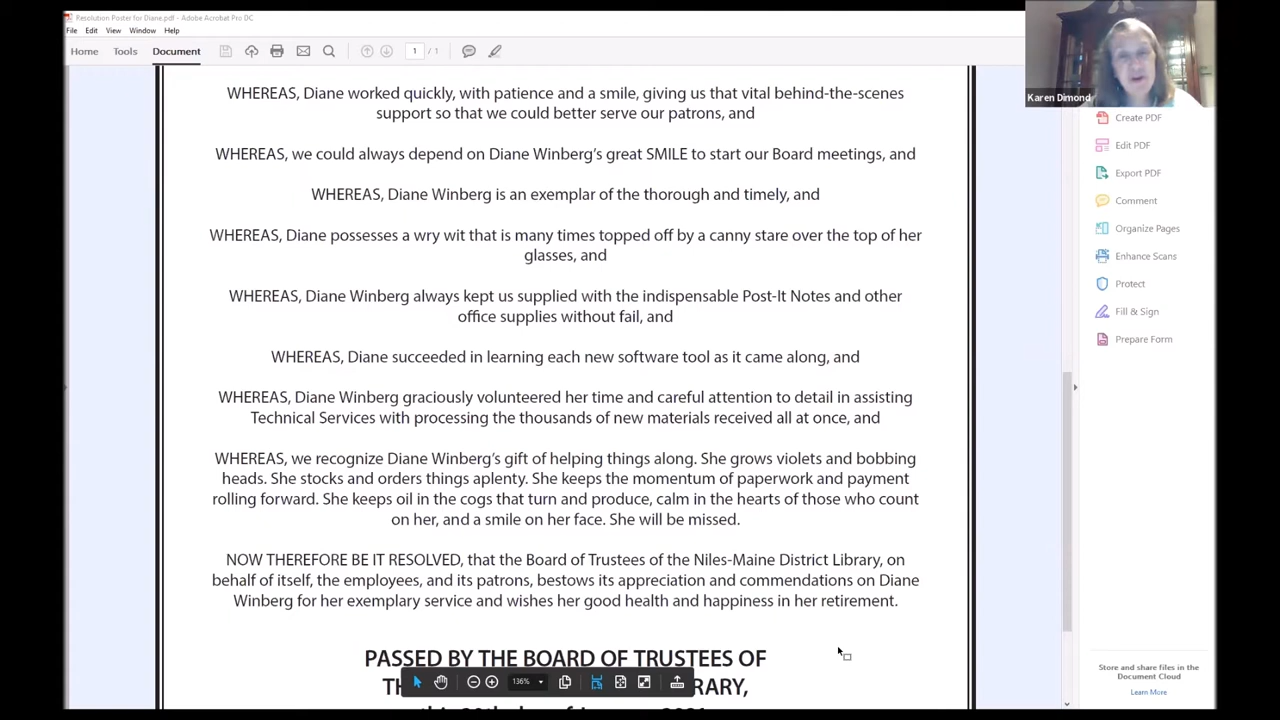 Resolution Poster for Diane.pdf - Adobe Acrobat Pro DC
File Edit View Window Help
Home Tools Document 1 / 1
WHEREAS, Diane worked quickly, with patience and a smile, giving us that vital behind-the-scenes
support so that we could better serve our patrons, and
WHEREAS, we could always depend on Diane Winberg's great SMILE to start our Board meetings, and
WHEREAS, Diane Winberg is an exemplar of the thorough and timely, and
WHEREAS, Diane possesses a wry wit that is many times topped off by a canny stare over the top of her
glasses, and
WHEREAS, Diane Winberg always kept us supplied with the indispensable Post-It Notes and other
office supplies without fail, and
WHEREAS, Diane succeeded in learning each new software tool as it came along, and
WHEREAS, Diane Winberg graciously volunteered her time and careful attention to detail in assisting
Technical Services with processing the thousands of new materials received all at once, and
WHEREAS, we recognize Diane Winberg's gift of helping things along. She grows violets and bobbing
heads. She stocks and orders things aplenty. She keeps the momentum of paperwork and payment
rolling forward. She keeps oil in the cogs that turn and produce, calm in the hearts of those who count
on her, and a smile on her face. She will be missed.
NOW THEREFORE BE IT RESOLVED, that the Board of Trustees of the Niles-Maine District Library, on
behalf of itself, the employees, and its patrons, bestows its appreciation and commendations on Diane
Winberg for her exemplary service and wishes her good health and happiness in her retirement.
PASSED BY THE BOARD OF TRUSTEES OF
136%
Karen Dimond
Create PDF
Edit PDF
Export PDF
Comment
Organize Pages
Enhance Scans
Protect
Fill & Sign
Prepare Form
Store and share files in the
Document Cloud
Learn More